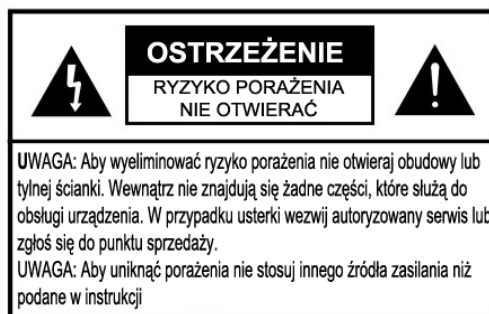 OSTRZEŻENIE
RYZYKO PORAŻENIA
NIE OTWIERAĆ
UWAGA: Aby wyeliminować ryzyko porażenia nie otwieraj obudowy lub
tylnej ścianki. Wewnątrz nie znajdują się żadne części, które służą do
obsługi urządzenia. W przypadku usterki wezwij autoryzowany serwis lub
zgłoś się do punktu sprzedaży.
UWAGA: Aby uniknąć porażenia nie stosuj innego źródła zasilania niż
podane w instrukcji